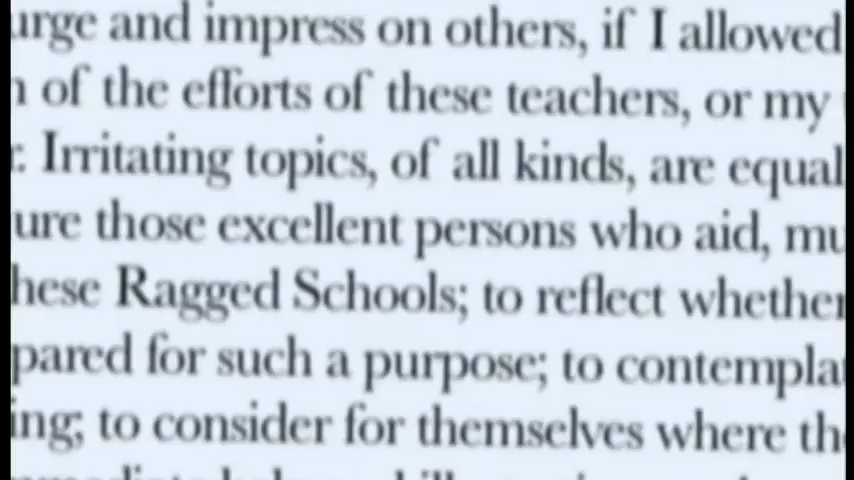 urge and impress on others, if I allowed
n of the efforts of these teachers, or my
r. Irritating topics, of all kinds, are equal
ure those excellent persons who aid, mu
hese Ragged Schools; to reflect whether
pared for such a purpose; to contempla
ing; to consider for themselves where the